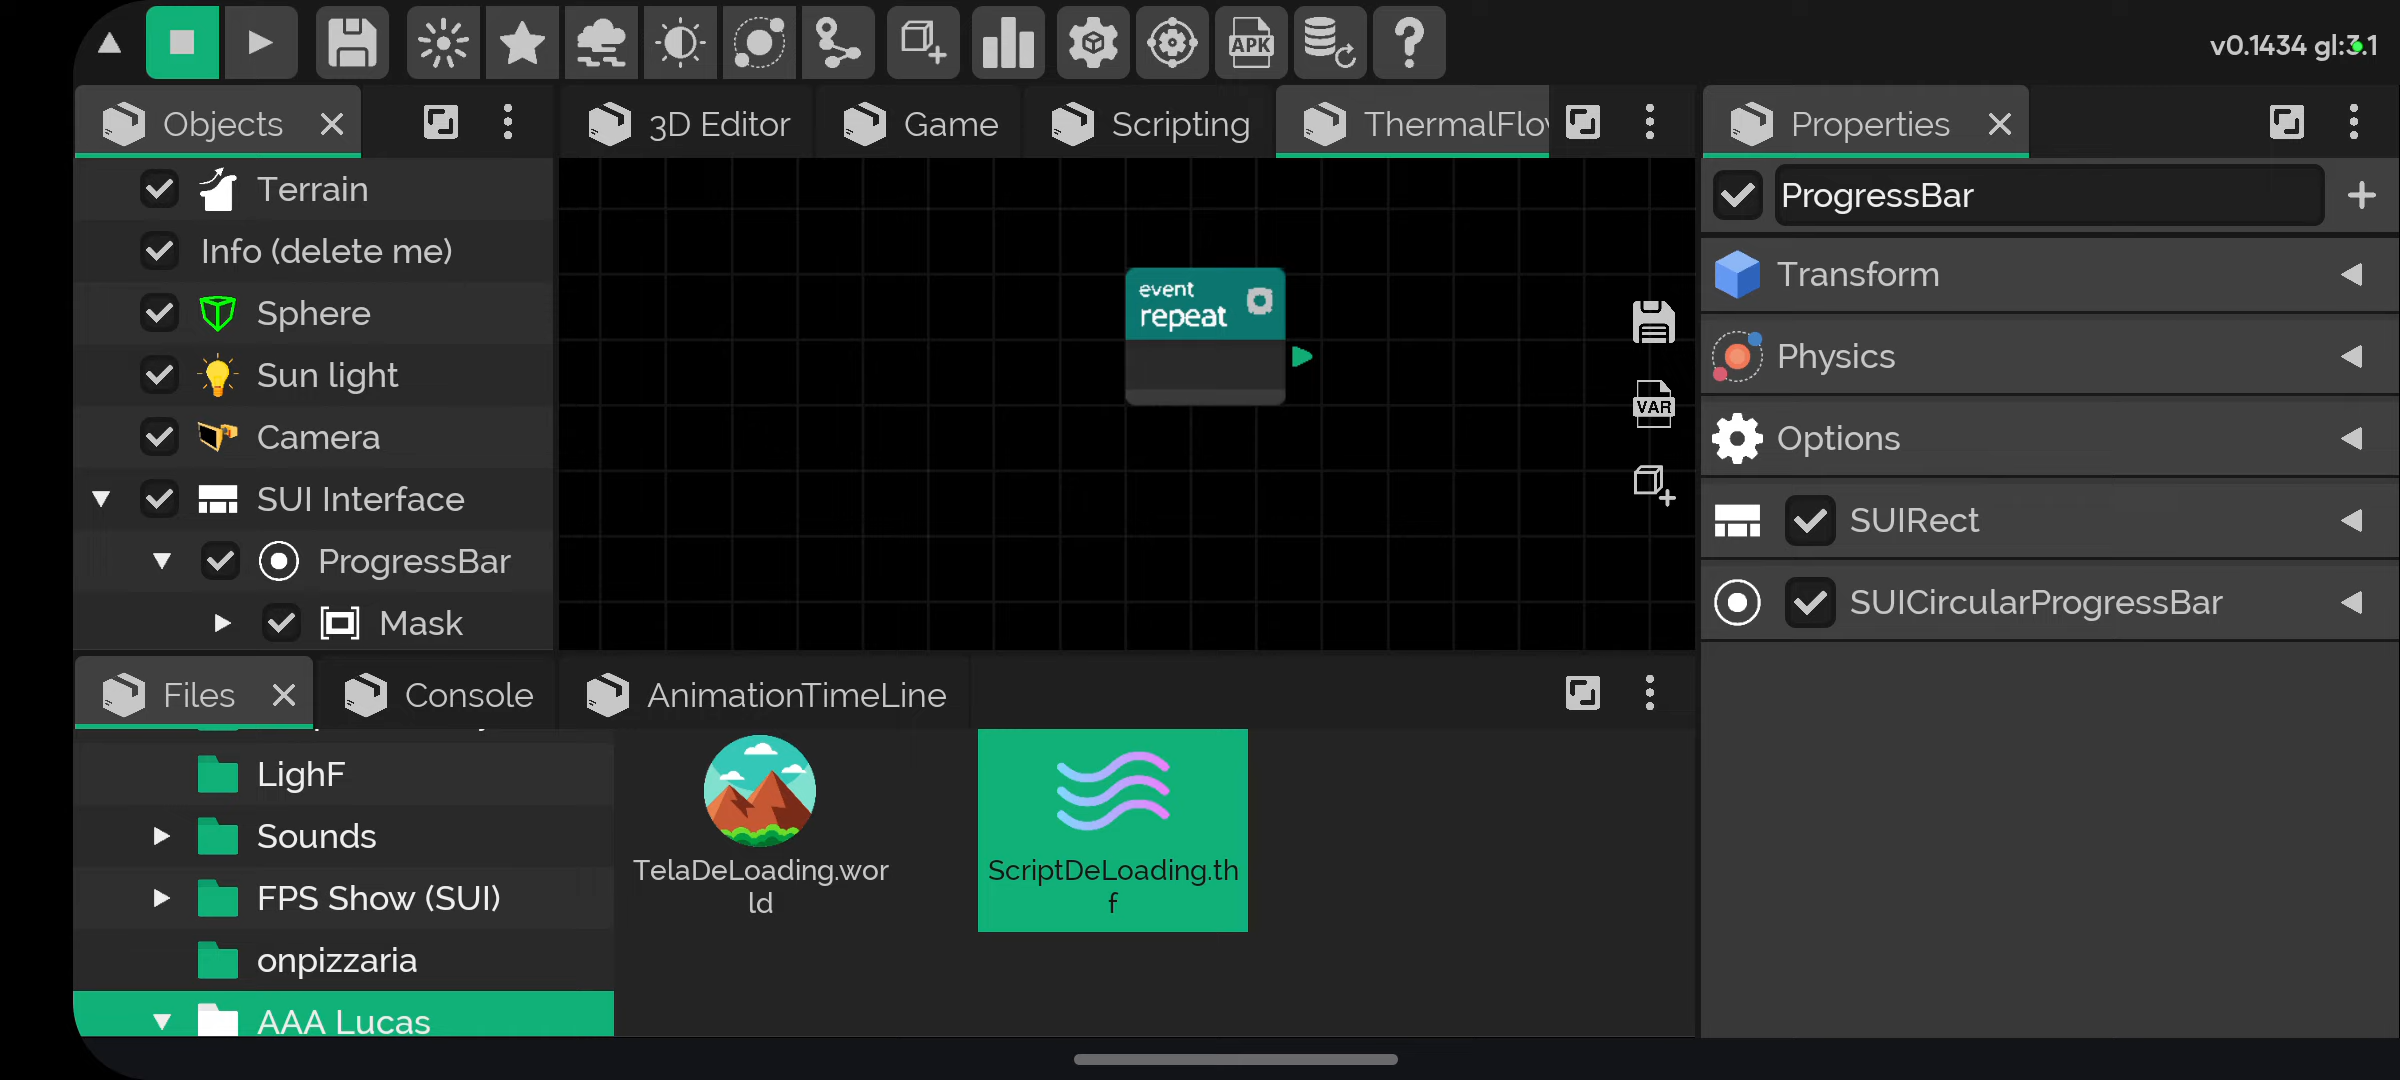 APK
v0.1434 gl:3.1
Objects
3D Editor
Game
Scripting
ThermalFlo
Properties
Terrain
Info (delete me)
Sphere
Sun light
Camera
SUI Interface
ProgressBar
Mask
event
repeat
VAR
ProgressBar
Transform
Physics
Options
SUIRect
SUICircularProgressBar
Files
Console
AnimationTimeLine
LighF
Sounds
FPS Show (SUI)
onpizzaria
AAA Lucas
TelaDeLoading.wor
ld
ScriptDeLoading.th
f